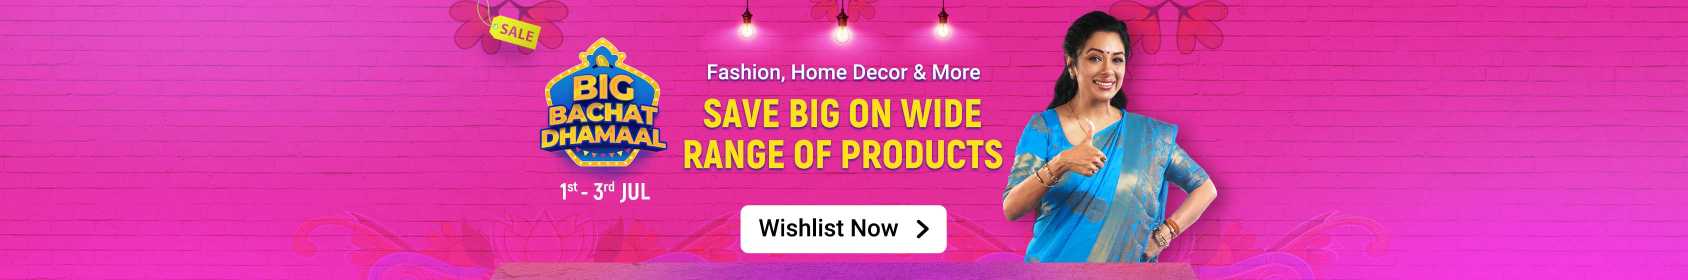 SALE
BIG
BACHAT
DHAMAAL
1st - 3rd JUL
Fashion, Home Decor & More
SAVE BIG ON WIDE
RANGE OF PRODUCTS
Wishlist Now